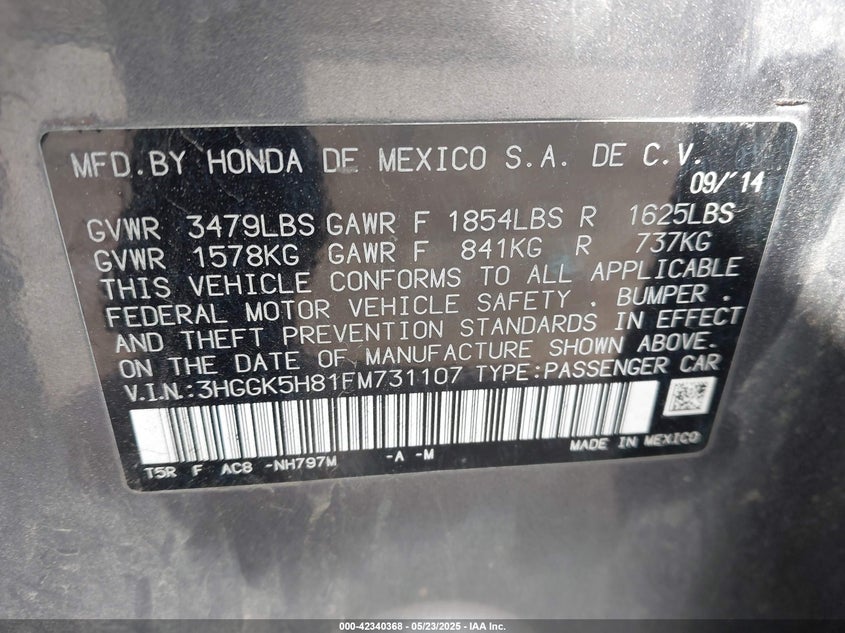 MFD.BY HONDA DE MEXICO S.A. DE C.V.
09/'14
GVWR 3479LBS GAWR F 1854LBS R 1625LBS
GVWR 1578KG GAWR F 841KG R 737KG
THIS VEHICLE CONFORMS TO ALL APPLICABLE
FEDERAL MOTOR VEHICLE SAFETY , BUMPER ,
AND THEFT PREVENTION STANDARDS IN EFFECT
ON THE DATE OF MANUFACTURE SHOWN ABOVE.
V.I.N.:3HGGK5H81FM731107 TYPE:PASSENGER CAR
MADE IN MEXICO
T5R F AC8 -NH797M -A -M
000-42340368 - 05/23/2025 - IAA Inc.